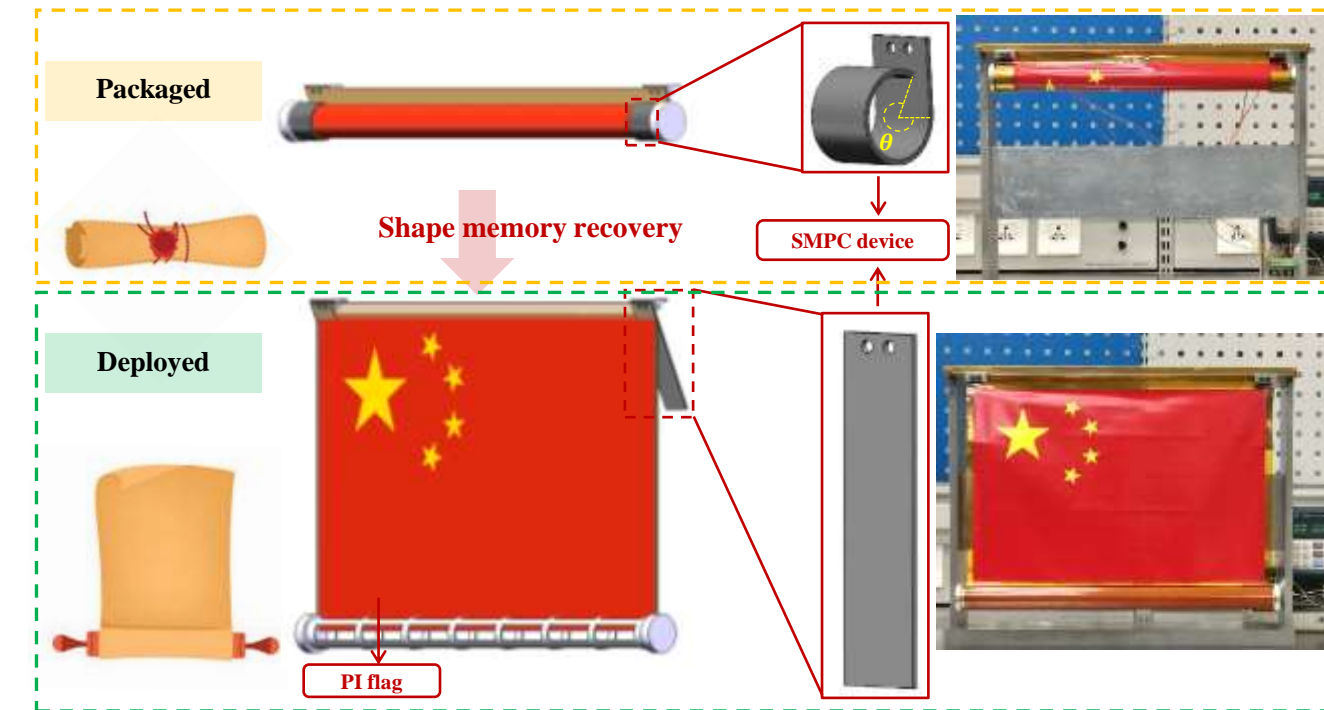 Packaged
θ
Shape memory recovery
SMPC device
Deployed
PI flag